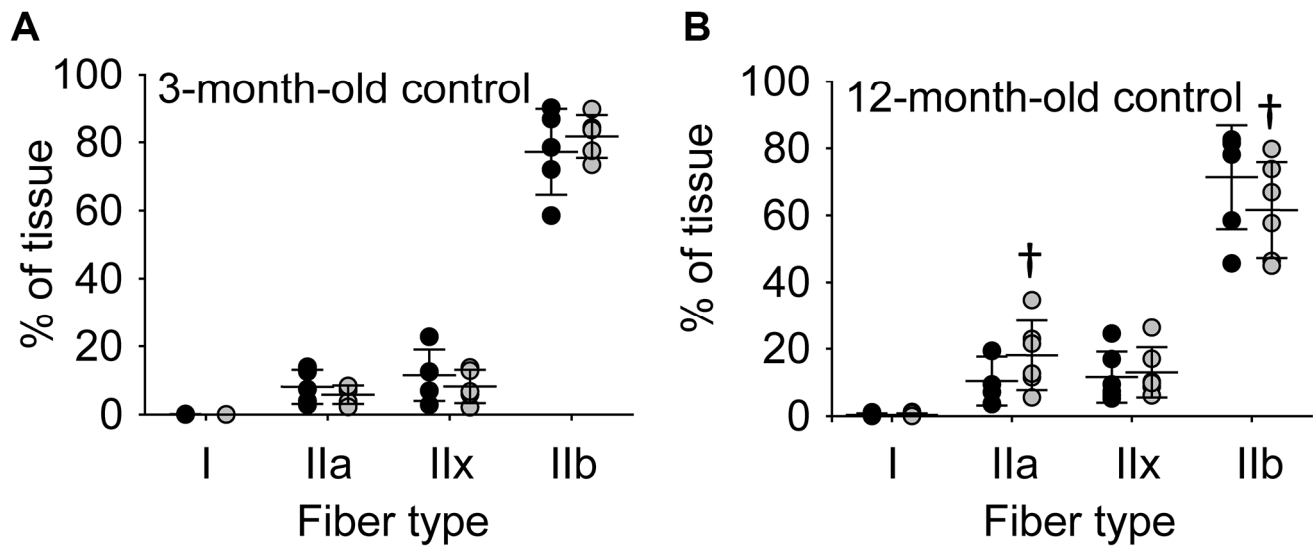 A
3-month-old control
% of tissue
100
80
60
40
20
0
I IIa IIx IIb
Fiber type
B
12-month-old control
% of tissue
100
80
60
40
20
0
†
†
I IIa IIx IIb
Fiber type